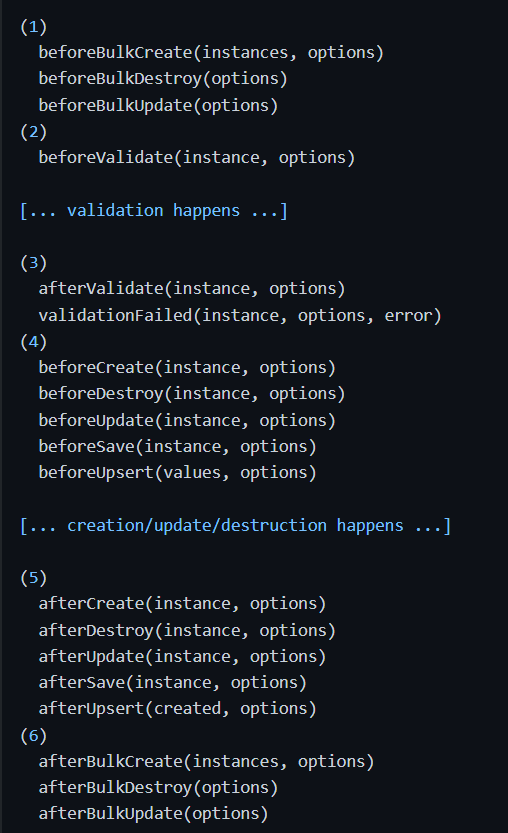 (1)
beforeBulkCreate(instances, options)
beforeBulkDestroy(options)
beforeBulkUpdate(options)
(2)
beforeValidate(instance, options)
[... validation happens ...]
(3)
afterValidate(instance, options)
validationFailed(instance, options, error)
(4)
beforeCreate(instance, options)
beforeDestroy(instance, options)
beforeUpdate(instance, options)
beforeSave(instance, options)
beforeUpsert(values, options)
[... creation/update/destruction happens ...]
(5)
afterCreate(instance, options)
afterDestroy(instance, options)
afterUpdate(instance, options)
afterSave(instance, options)
afterUpsert(created, options)
(6)
afterBulkCreate(instances, options)
afterBulkDestroy(options)
afterBulkUpdate(options)